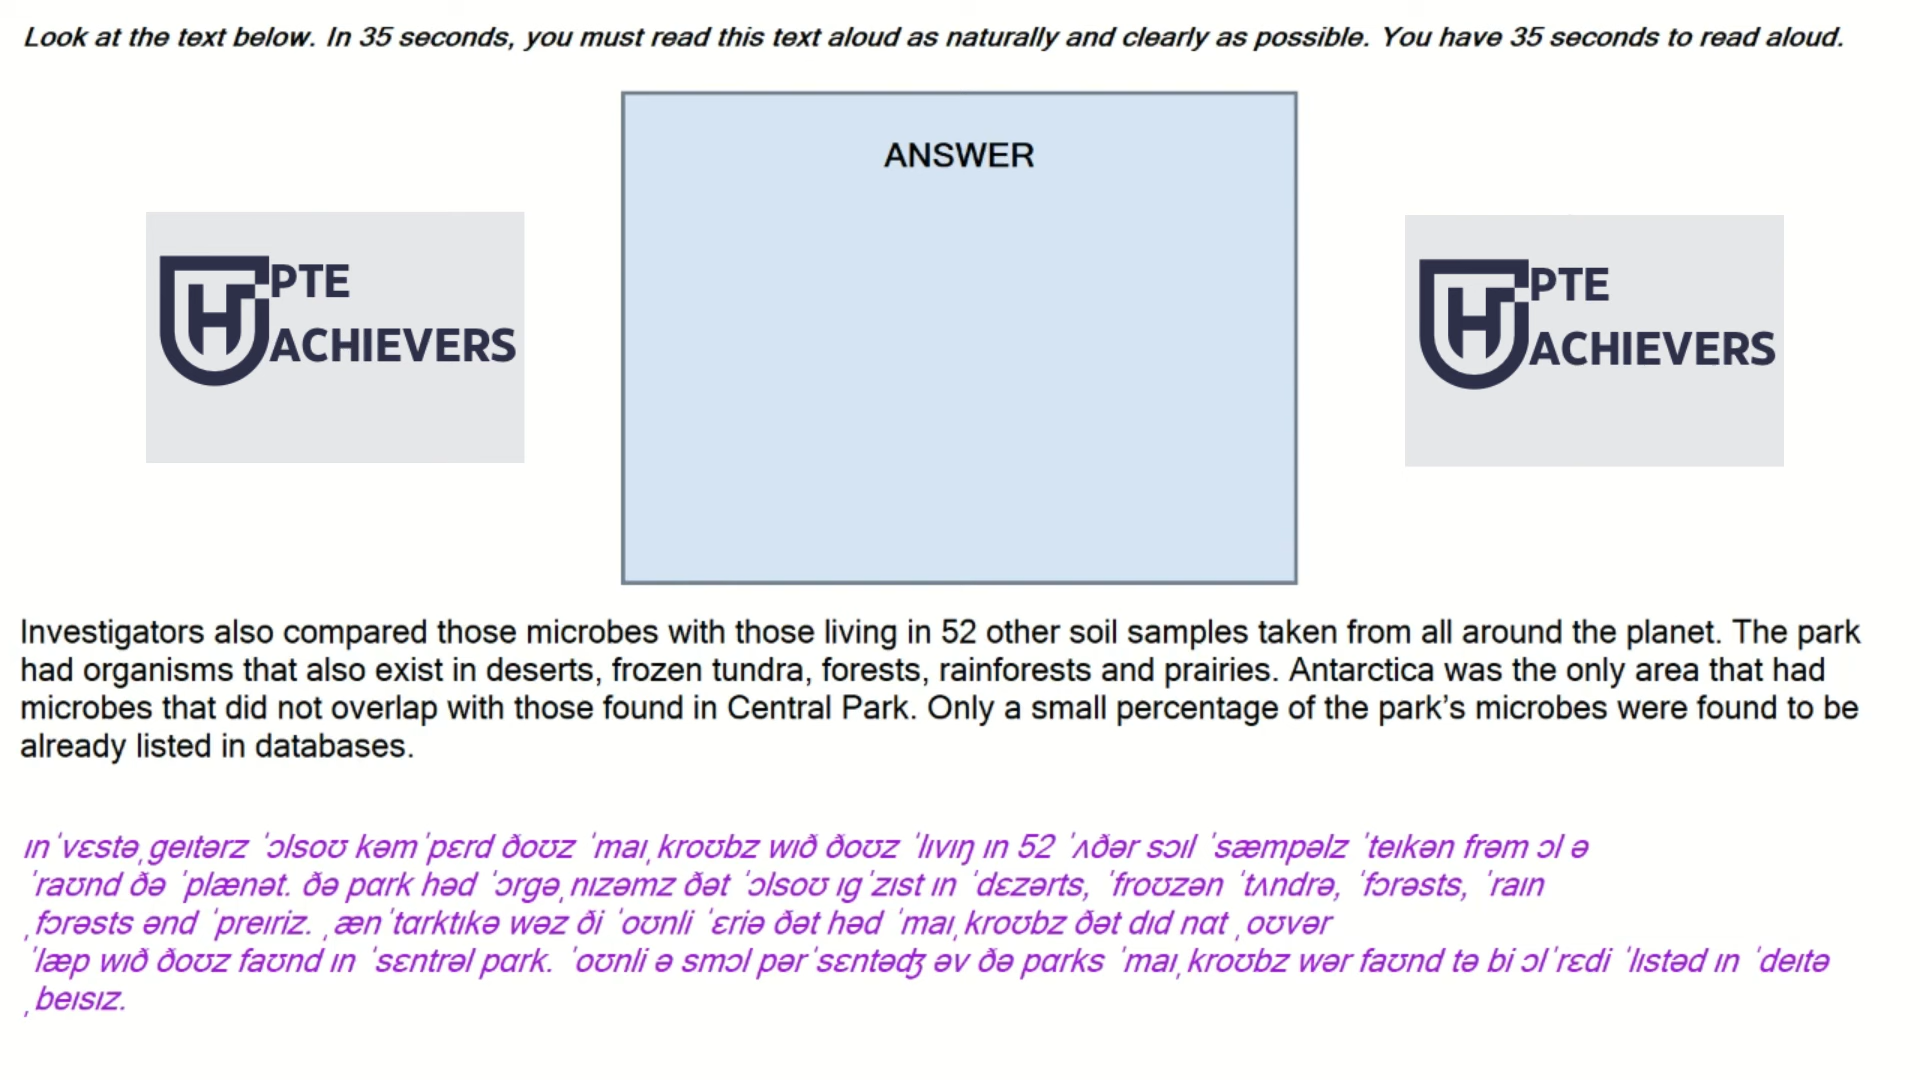 Look at the text below. In 35 seconds, you must read this text aloud as naturally and clearly as possible. You have 35 seconds to read aloud.
ANSWER
PTE
ACHIEVERS
PTE
ACHIEVERS
Investigators also compared those microbes with those living in 52 other soil samples taken from all around the planet. The park
had organisms that also exist in deserts, frozen tundra, forests, rainforests and prairies. Antarctica was the only area that had
microbes that did not overlap with those found in Central Park. Only a small percentage of the park’s microbes were found to be
already listed in databases.
ɪnˈvɛstəˌgeɪtərz ˈɔlsoʊ kəmˈpɛrd ðoʊz ˈmaɪˌkroʊbz wɪð ðoʊz ˈlɪvɪŋ ɪn 52 ˈʌðər sɔɪl ˈsæmpəlz ˈteɪkən frəm ɔl ə
ˈraʊnd ðə ˈplænət. ðə pɑrk həd ˈɔrgəˌnɪzəmz ðət ˈɔlsoʊ ɪgˈzɪst ɪn ˈdɛzərts, ˈfroʊzən ˈtʌndrə, ˈfɔrəsts, ˈraɪn
ˌfɔrəsts ənd ˈpreɪriz. ˌænˈtɑrktɪkə wəz ði ˈoʊnli ˈɛriə ðət həd ˈmaɪˌkroʊbz ðət dɪd nɑt ˌoʊvər
ˈlæp wɪð ðoʊz faʊnd ɪn ˈsɛntrəl pɑrk. ˈoʊnli ə smɔl pərˈsɛntəʤ əv ðə pɑrks ˈmaɪˌkroʊbz wər faʊnd tə bi ɔlˈrɛdi ˈlɪstəd ɪn ˈdeɪtə
ˌbeɪsɪz.